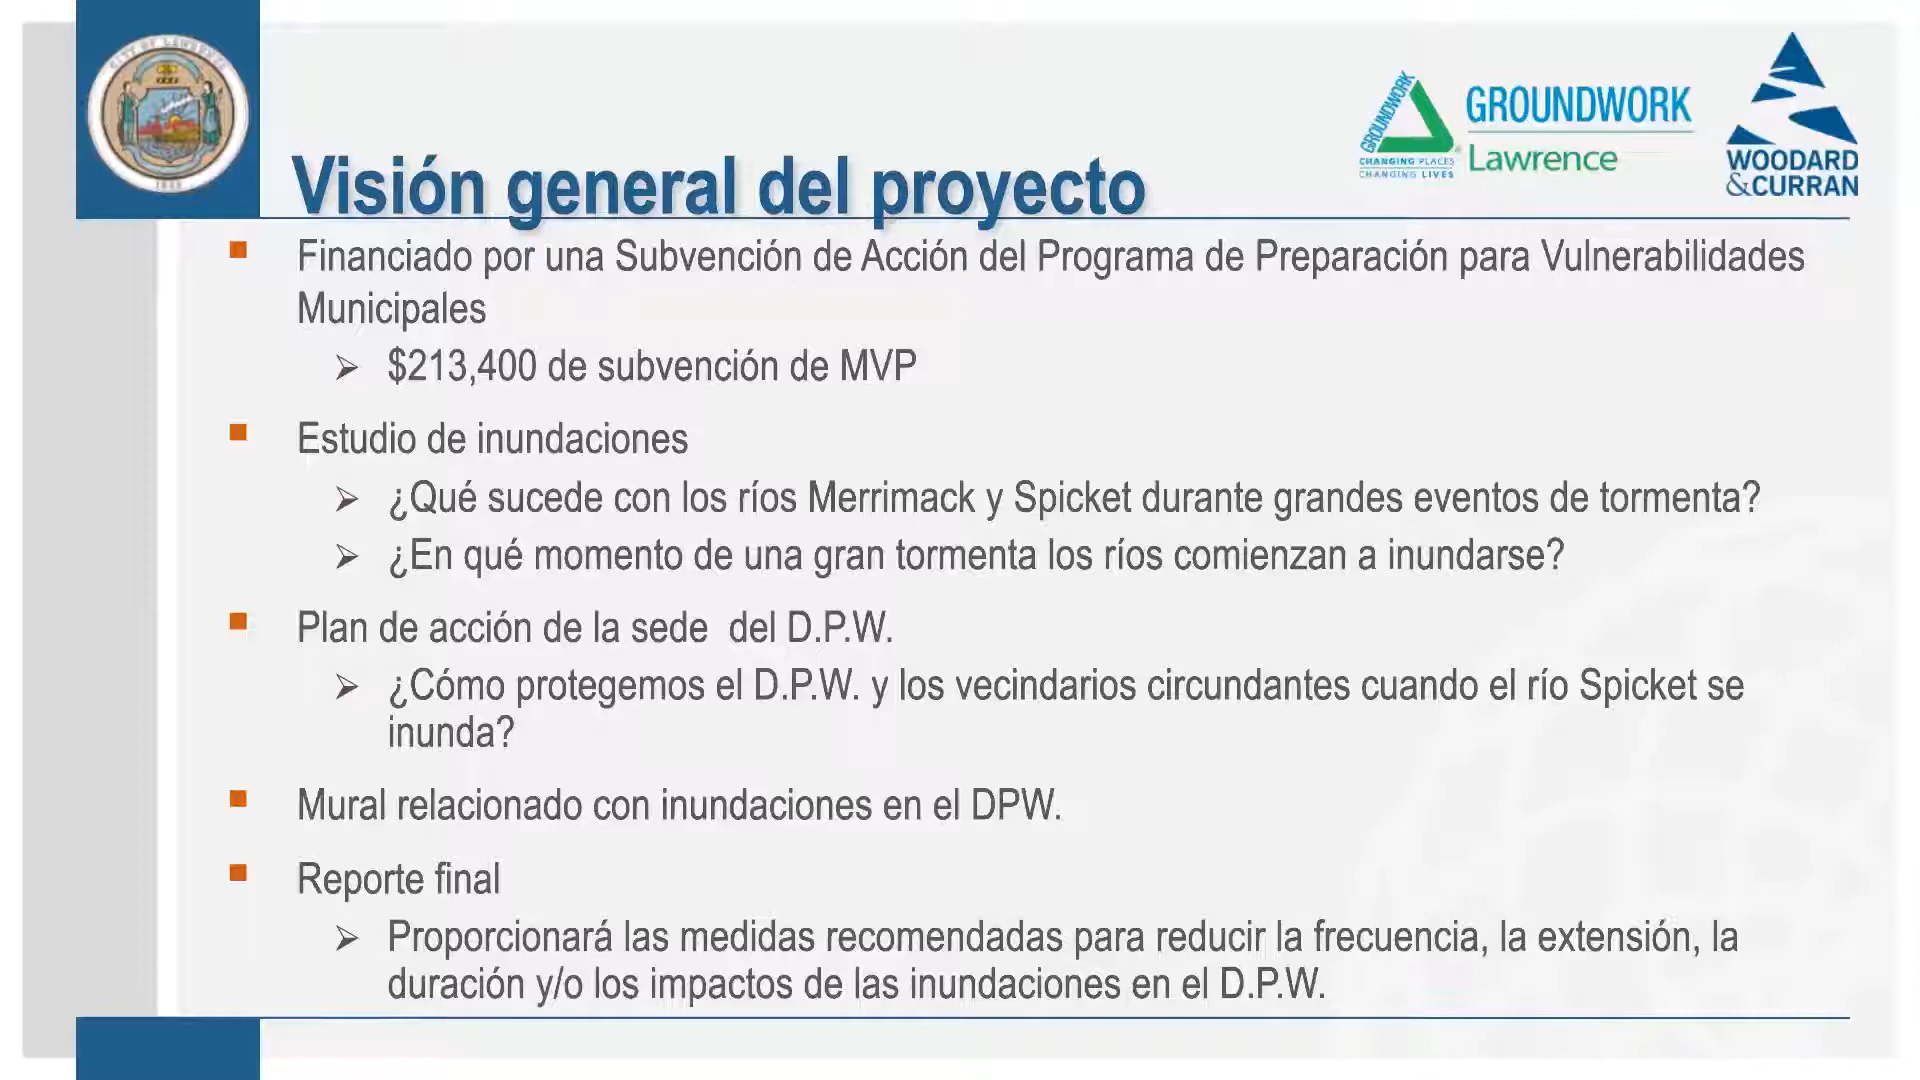 CITY OF LAWRENCE
GROUNDWORK
CHANGING PLACES
CHANGING LIVES
GROUNDWORK
Lawrence
WOODARD
&CURRAN
Visión general del proyecto
Financiado por una Subvención de Acción del Programa de Preparación para Vulnerabilidades
Municipales
$213,400 de subvención de MVP
Estudio de inundaciones
¿Qué sucede con los ríos Merrimack y Spicket durante grandes eventos de tormenta?
¿En qué momento de una gran tormenta los ríos comienzan a inundarse?
Plan de acción de la sede  del D.P.W.
¿Cómo protegemos el D.P.W. y los vecindarios circundantes cuando el río Spicket se
inunda?
Mural relacionado con inundaciones en el DPW.
Reporte final
Proporcionará las medidas recomendadas para reducir la frecuencia, la extensión, la
duración y/o los impactos de las inundaciones en el D.P.W.